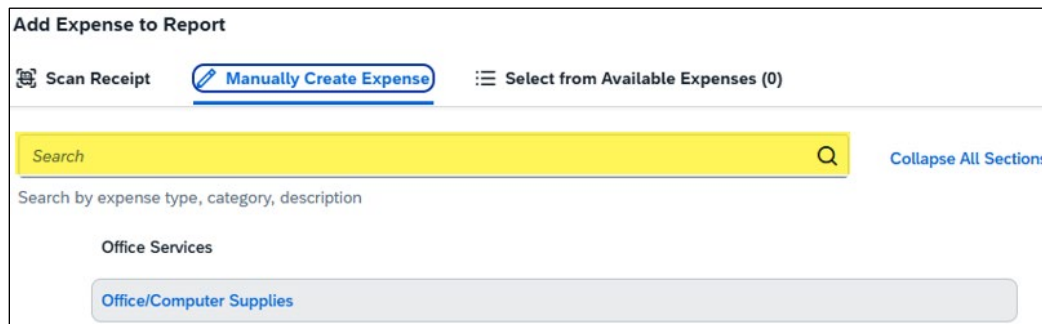 Add Expense to Report
Scan Receipt Manually Create Expense Select from Available Expenses (0)
Search Collapse All Sections
Search by expense type, category, description
Office Services
Office/Computer Supplies